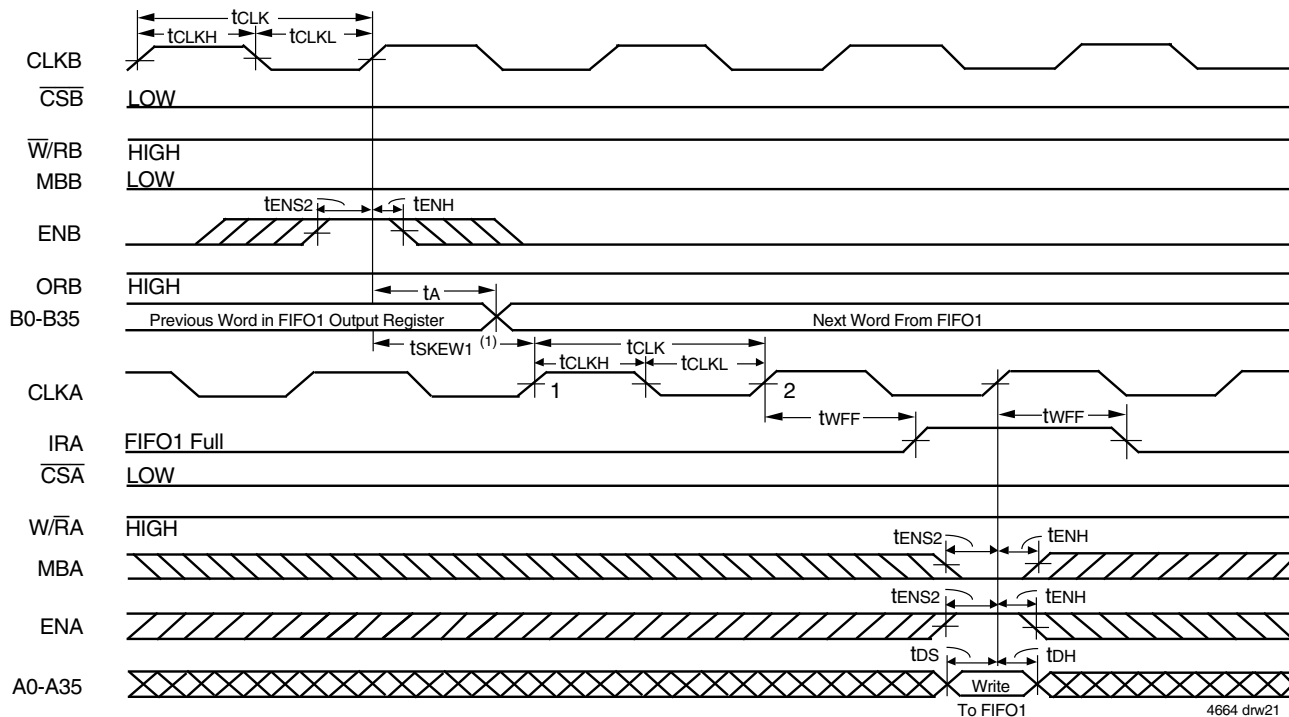 tCLK
tCLKH tCLKL
CLKB
CSB LOW
W/RB HIGH
MBB LOW
tENS2 tENH
ENB
ORB HIGH
tA
B0-B35 Previous Word in FIFO1 Output Register Next Word From FIFO1
tSKEW1 (1) tCLK
tCLKH tCLKL
CLKA 1 2
tWFF tWFF
IRA FIFO1 Full
CSA LOW
W/RA HIGH
tENS2 tENH
MBA
tENS2 tENH
ENA
tDS tDH
A0-A35 Write
To FIFO1 4664 drw21